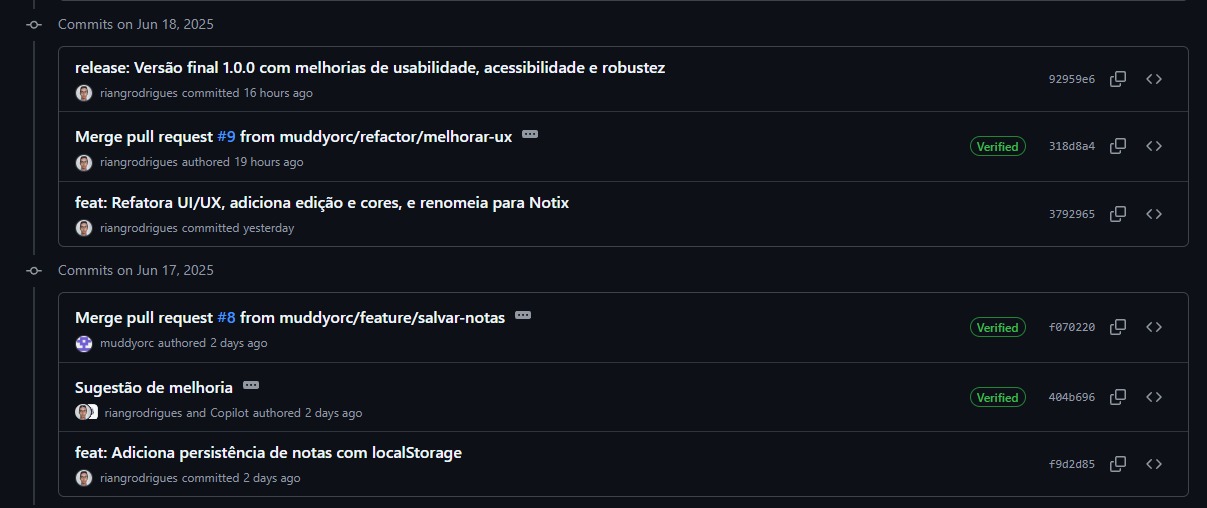 Commits on Jun 18, 2025
release: Versão final 1.0.0 com melhorias de usabilidade, acessibilidade e robustez
riangrodrigues committed 16 hours ago
92959e6
Merge pull request #9 from muddyorc/refactor/melhorar-ux
riangrodrigues authored 19 hours ago
Verified
318d8a4
feat: Refatora UI/UX, adiciona edição e cores, e renomeia para Notix
riangrodrigues committed yesterday
3792965
Commits on Jun 17, 2025
Merge pull request #8 from muddyorc/feature/salvar-notas
muddyorc authored 2 days ago
Verified
f070220
Sugestão de melhoria
riangrodrigues and Copilot authored 2 days ago
Verified
404b696
feat: Adiciona persistência de notas com localStorage
riangrodrigues committed 2 days ago
f9d2d85